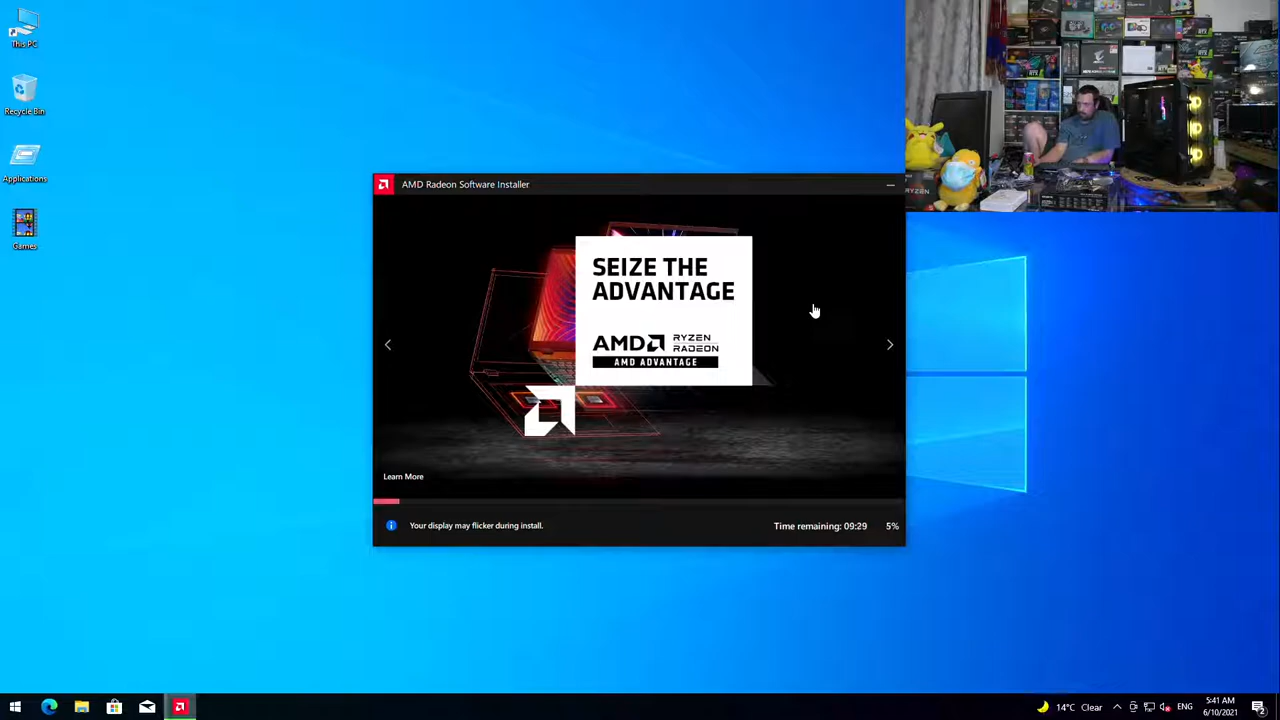 This PC
Recycle Bin
Applications
Games
AMD Radeon Software Installer
SEIZE THE
ADVANTAGE
AMD RYZEN
RADEON
AMD ADVANTAGE
Learn More
Your display may flicker during install.
Time remaining: 09:29 5%
RYZEN
14°C Clear
ENG
5:41 AM
6/10/2021
2